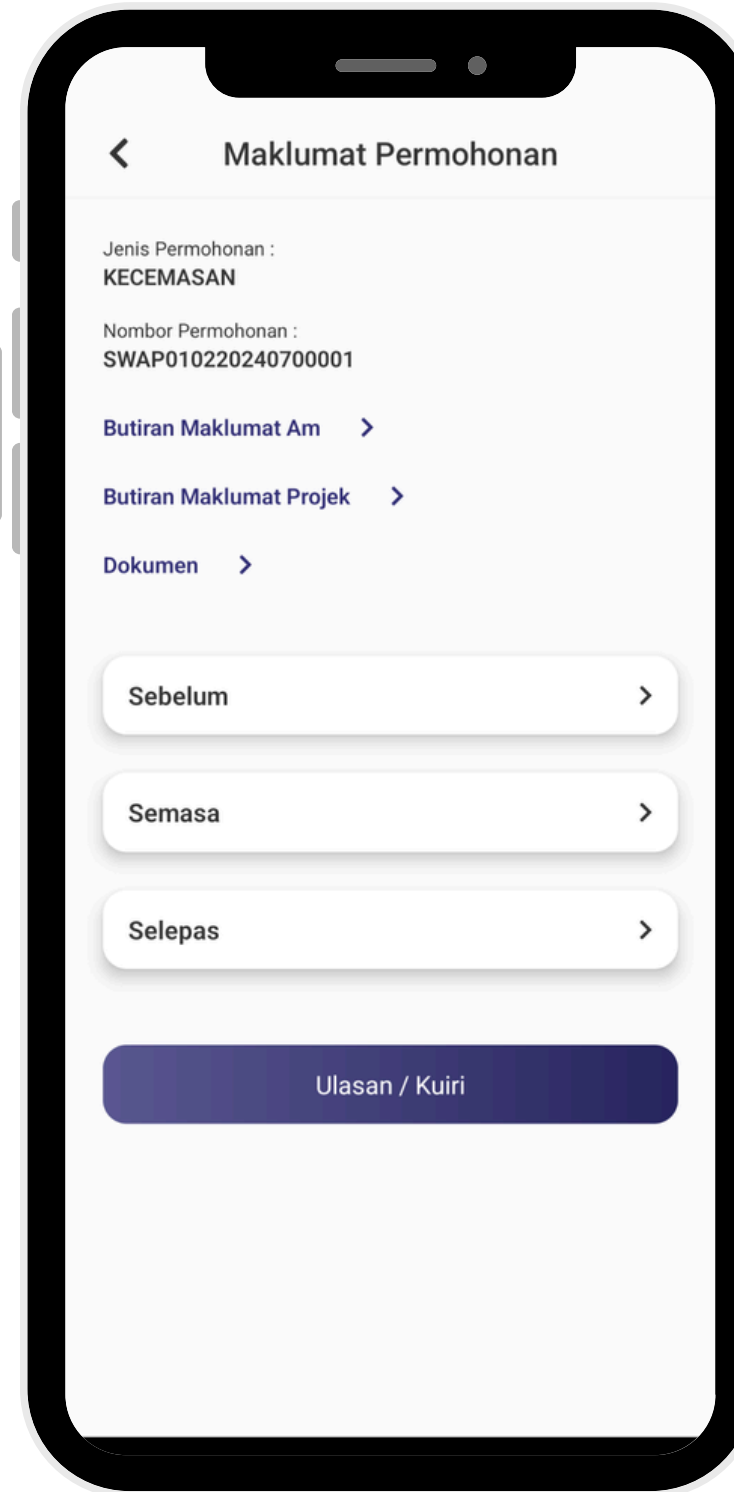 Maklumat Permohonan
Jenis Permohonan :
KECEMASAN
Nombor Permohonan :
SWAP010220240700001
Butiran Maklumat Am
Butiran Maklumat Projek
Dokumen
Sebelum
Semasa
Selepas
Ulasan / Kuiri